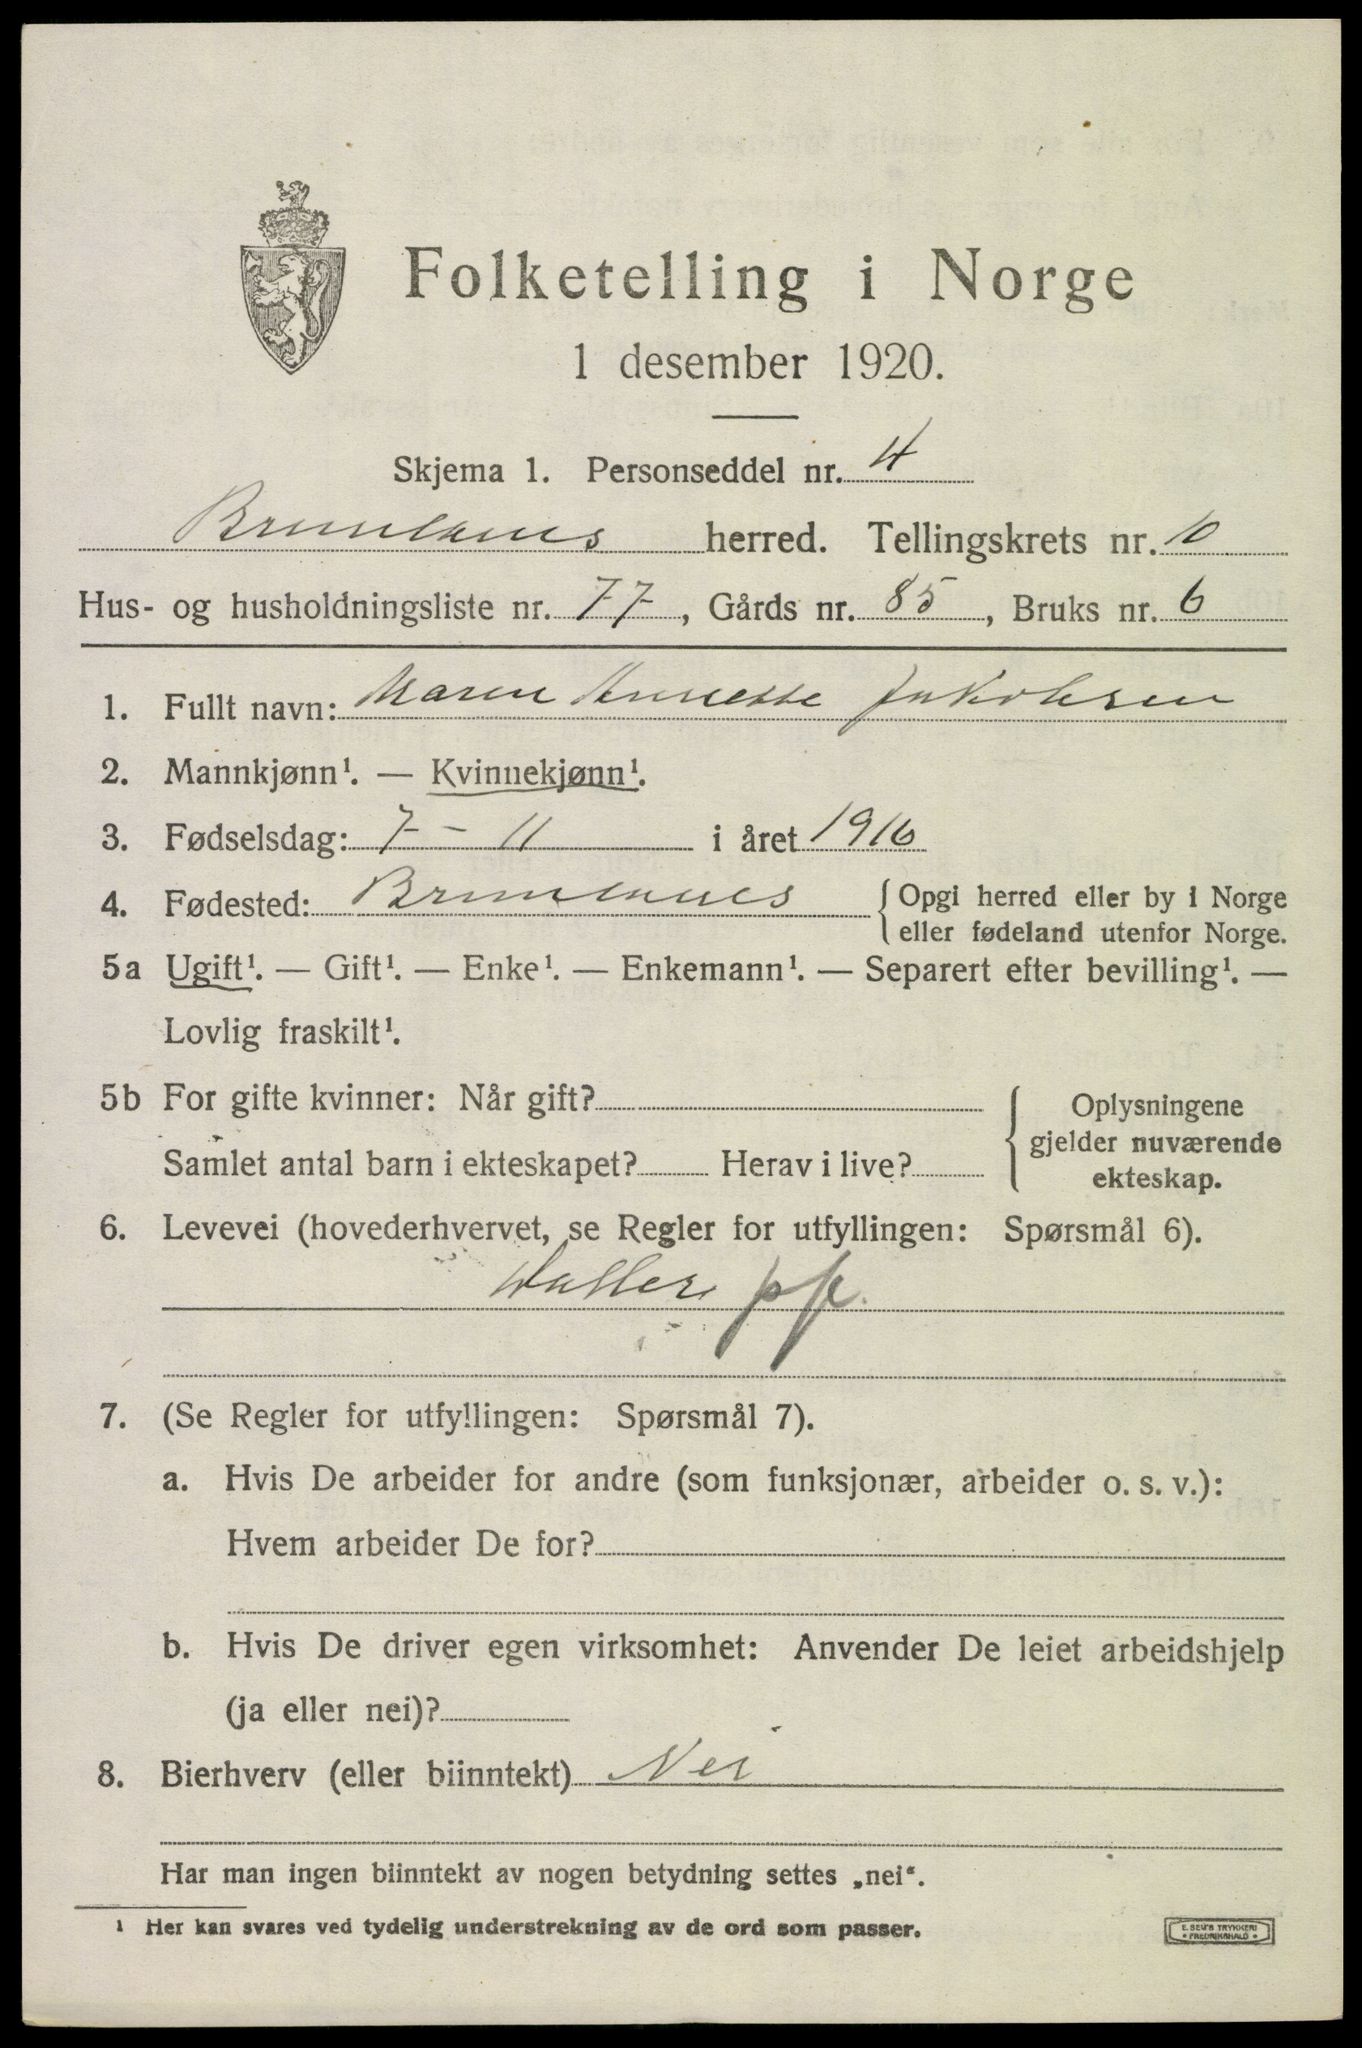 Folketelling i Norge
1 desember 1920.
Skjema 1. Personseddel nr. 4
Brunlanes herred. Tellingskrets nr. 10
Hus- og husholdningsliste nr. 77, Gårds nr. 85, Bruks nr. 6
1. Fullt navn: Maren Annette Jakobsen
2. Mannkjønn¹. — Kvinnekjønn¹.
3. Fødselsdag: 7 - 11 i året 1916
4. Fødested: Brunlanes { Opgi herred eller by i Norge
eller fødeland utenfor Norge.
5a Ugift¹. — Gift¹. — Enke¹. — Enkemann¹. — Separert efter bevilling¹. —
Lovlig fraskilt¹.
5b For gifte kvinner: Når gift? { Oplysningene
gjelder nuværende
Samlet antal barn i ekteskapet? Herav i live?
ekteskap.
6. Levevei (hovederhvervet, se Regler for utfyllingen: Spørsmål 6).
Datter
7. (Se Regler for utfyllingen: Spørsmål 7).
a. Hvis De arbeider for andre (som funksjonær, arbeider o. s. v.):
Hvem arbeider De for?
b. Hvis De driver egen virksomhet: Anvender De leiet arbeidshjelp
(ja eller nei)?
8. Bierhverv (eller biinntekt) Nei
Har man ingen biinntekt av nogen betydning settes „nei“.
¹ Her kan svares ved tydelig understrekning av de ord som passer.
E. SEM'S TRYKKERI
• FREDRIKSHALD •